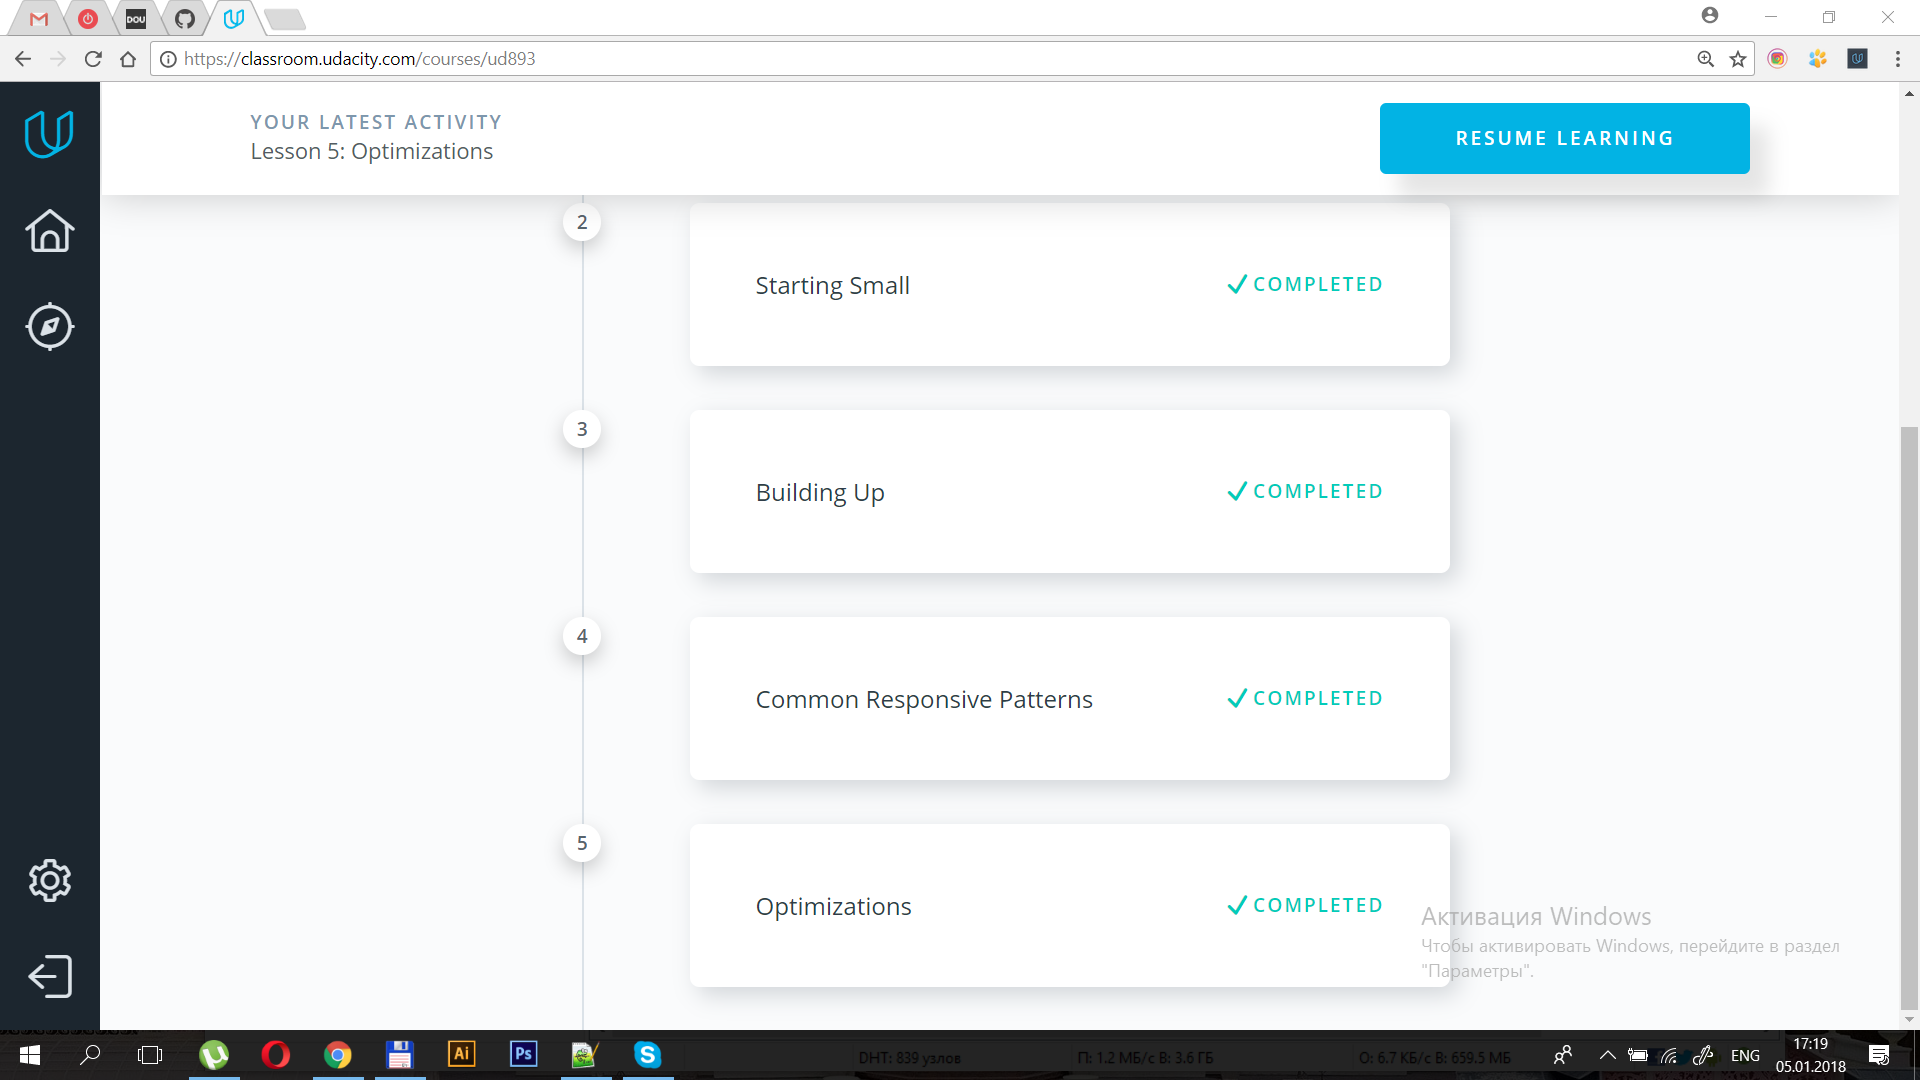 DOU
https://classroom.udacity.com/courses/ud893
YOUR LATEST ACTIVITY
Lesson 5: Optimizations
RESUME LEARNING
2
Starting Small
COMPLETED
3
Building Up
COMPLETED
4
Common Responsive Patterns
COMPLETED
5
Optimizations
COMPLETED
Активация Windows
Чтобы активировать Windows, перейдите в раздел
"Параметры".
Ai
Ps
DHT: 839 узлов
П: 1.2 МБ/с В: 3.6 ГБ
О: 6.7 КБ/с В: 659.5 МБ
ENG
17:19
05.01.2018